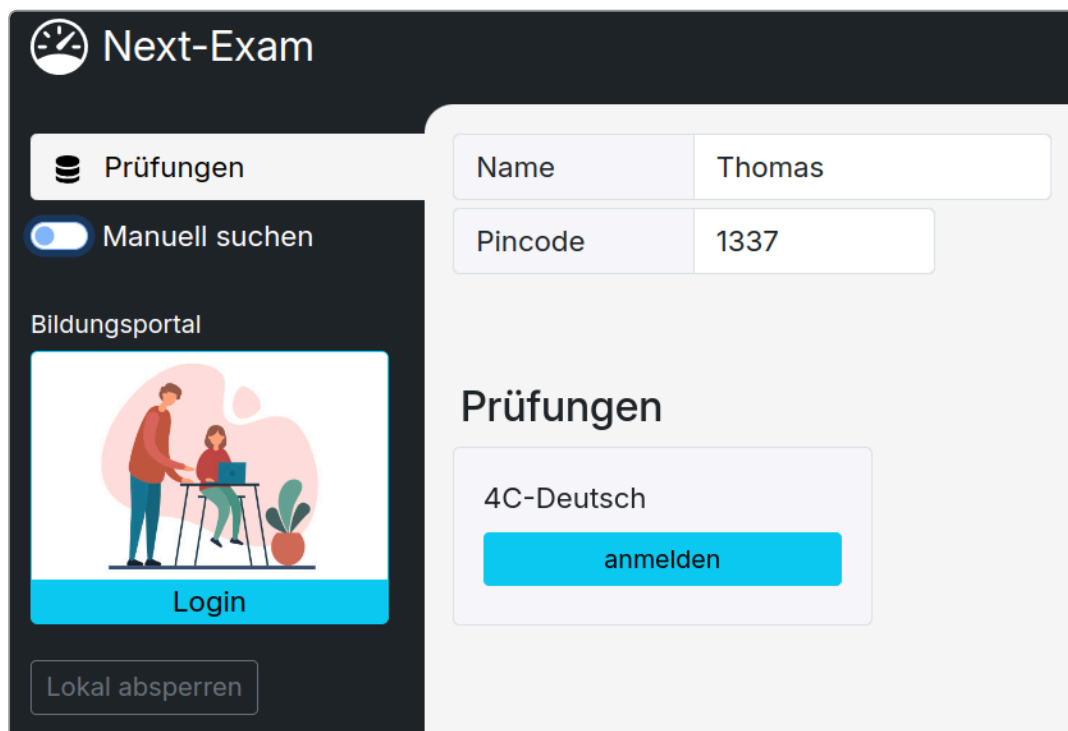 Next-Exam
Prüfungen
Manuell suchen
Bildungsportal
Login
Lokal absperren
Name Thomas
Pincode 1337
Prüfungen
4C-Deutsch
anmelden